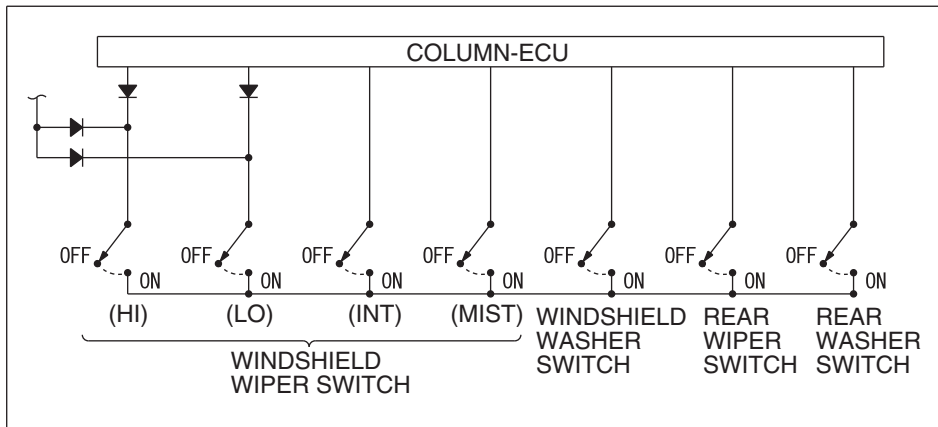 COLUMN-ECU
OFF
ON
OFF
ON
OFF
ON
OFF
ON
OFF
ON
OFF
ON
OFF
ON
(HI)
(LO)
(INT)
(MIST)
WINDSHIELD
WIPER SWITCH
WINDSHIELD
WASHER
SWITCH
REAR
WIPER
SWITCH
REAR
WASHER
SWITCH